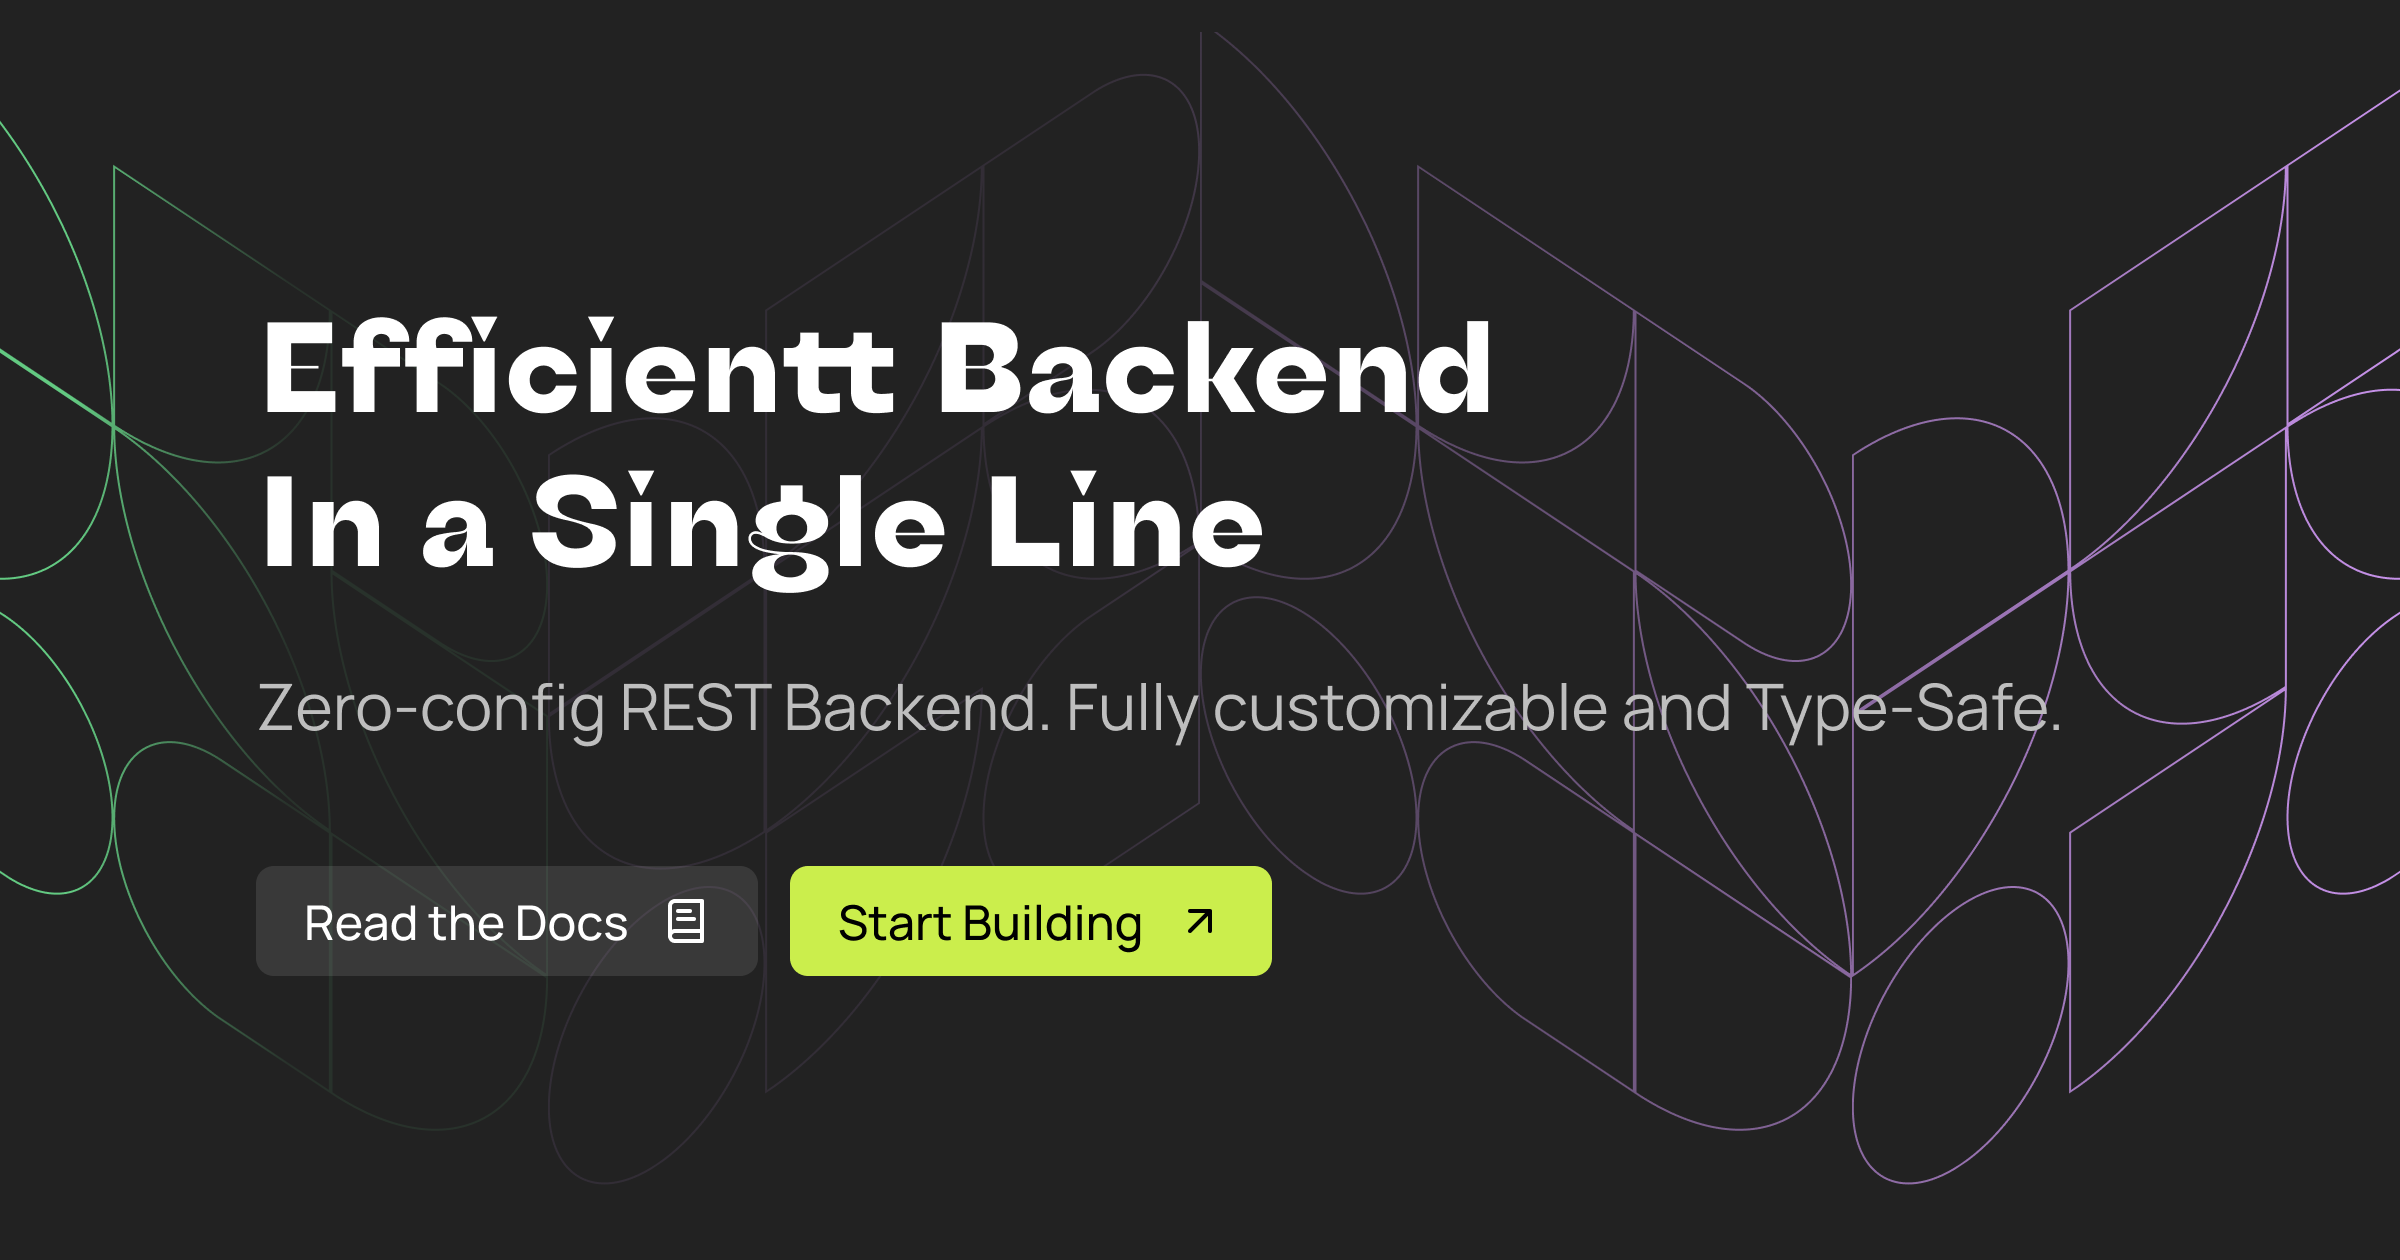 Efficientt Backend
In a Single Line
Zero-config REST Backend. Fully customizable and Type-Safe.
Read the Docs
Start Building